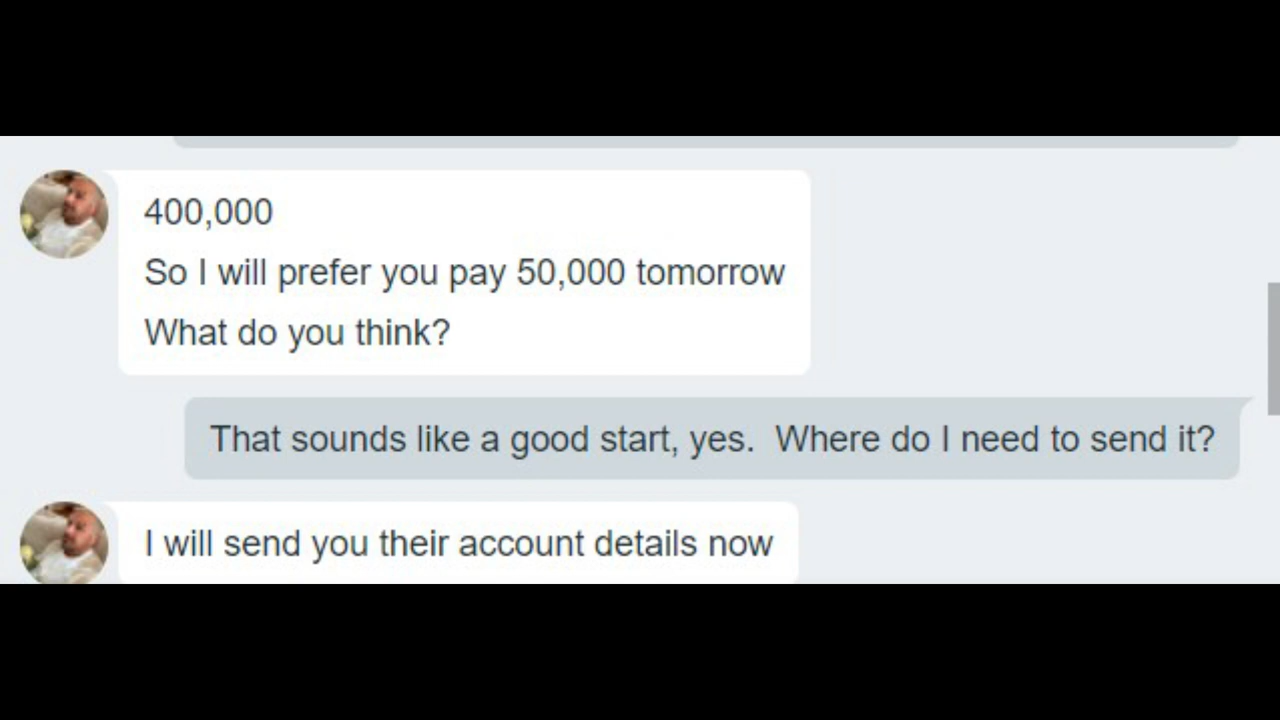 400,000
So I will prefer you pay 50,000 tomorrow
What do you think?
That sounds like a good start, yes.  Where do I need to send it?
I will send you their account details now